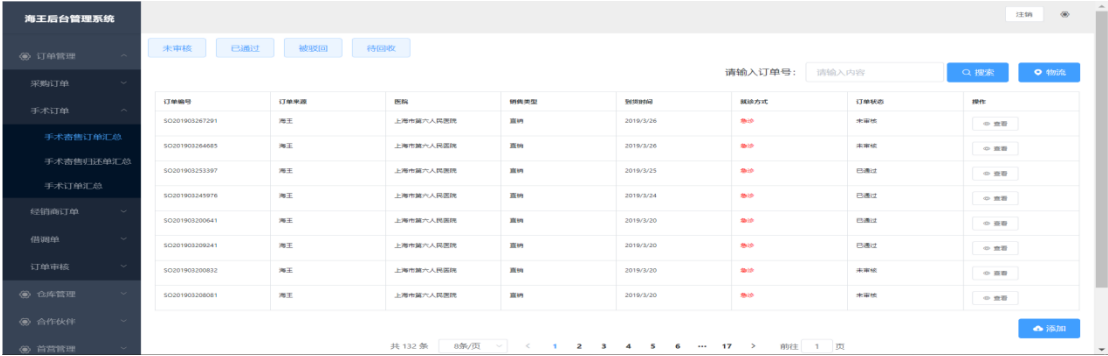 海王后台管理系统
注销
订单管理
采购订单
手术订单
手术寄售订单汇总
手术寄售归还单汇总
手术订单汇总
经销商订单
借调单
订单审核
仓库管理
合作伙伴
首营管理
未审核 已通过 被驳回 待回收
请输入订单号： 请输入内容 搜索 物流
订单编号 订单来源 医院 销售类型 到货时间 就诊方式 订单状态 操作
SO201903267291 海王 上海市第六人民医院 直销 2019/3/26 急诊 未审核 查看
SO201903264685 海王 上海市第六人民医院 直销 2019/3/26 急诊 未审核 查看
SO201903253397 海王 上海市第六人民医院 直销 2019/3/25 急诊 已通过 查看
SO201903245976 海王 上海市第六人民医院 直销 2019/3/24 急诊 已通过 查看
SO201903200641 海王 上海市第六人民医院 直销 2019/3/20 急诊 已通过 查看
SO201903209241 海王 上海市第六人民医院 直销 2019/3/20 急诊 已通过 查看
SO201903200832 海王 上海市第六人民医院 直销 2019/3/20 急诊 未审核 查看
SO201903208081 海王 上海市第六人民医院 直销 2019/3/20 急诊 未审核 查看
添加
共 132 条 8条/页 < 1 2 3 4 5 6 ··· 17 > 前往 1 页